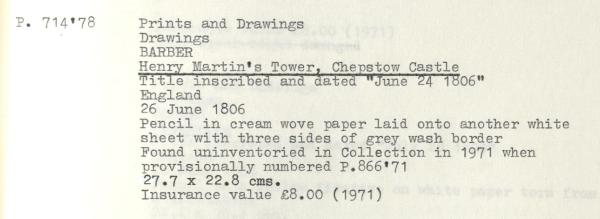 P. 714'78 Prints and Drawings
Drawings
BARBER
Henry Martin's Tower, Chepstow Castle
Title inscribed and dated "June 24 1806"
England
26 June 1806
Pencil in cream wove paper laid onto another white
sheet with three sides of grey wash border
Found uninventoried in Collection in 1971 when
provisionally numbered P.866'71
27.7 x 22.8 cms.
Insurance value £8.00 (1971)